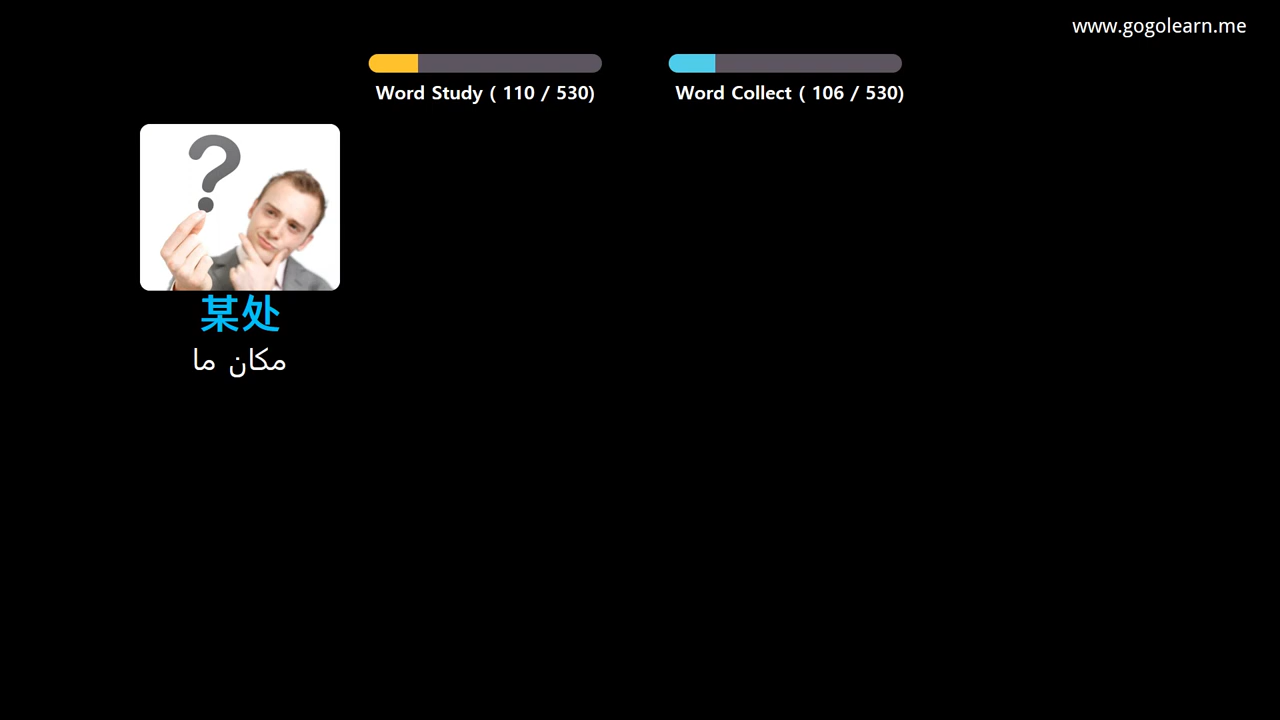 www.gogolearn.me
Word Study ( 110 / 530)
Word Collect ( 106 / 530)
?
某处
مكان ما